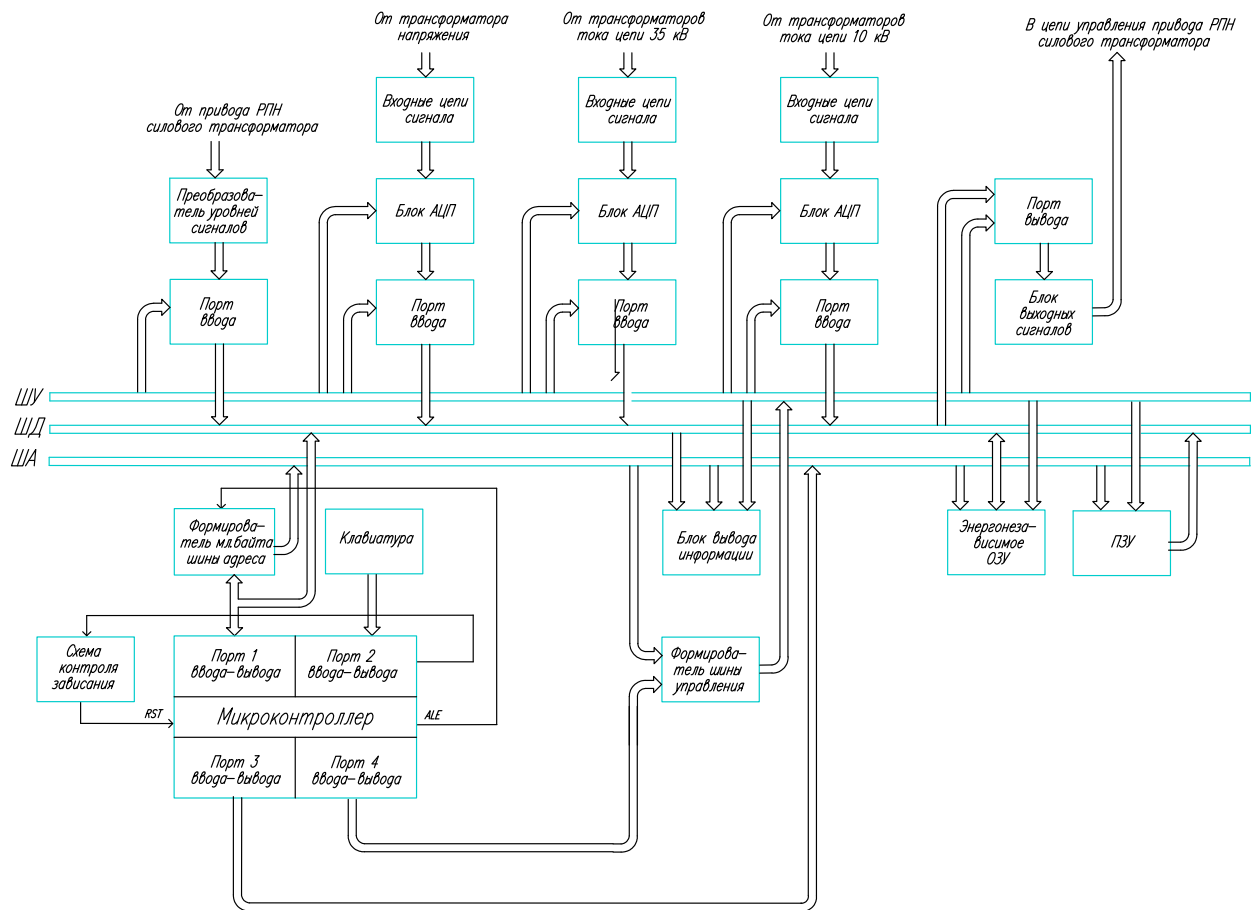 От трансформатора
напряжения
От трансформаторов
тока цепи 35 кВ
От трансформаторов
тока цепи 10 кВ
В цепи управления привода РПН
силового трансформатора
От привода РПН
силового трансформатора
Входные цепи
сигнала
Входные цепи
сигнала
Входные цепи
сигнала
Преобразова-
тель уровней
сигналов
Блок АЦП
Блок АЦП
Блок АЦП
Порт
вывода
Порт
ввода
Порт
ввода
Порт
ввода
Порт
ввода
Блок
выходных
сигналов
ШУ
ШД
ША
Формирова-
тель мл.байта
шины адреса
Клавиатура
Блок вывода
информации
Энергонеза-
висимое
ОЗУ
ПЗУ
Схема
контроля
зависания
Порт 1
ввода-вывода
Порт 2
ввода-вывода
Формирова-
тель шины
управления
RST
Микроконтроллер
ALE
Порт 3
ввода-вывода
Порт 4
ввода-вывода